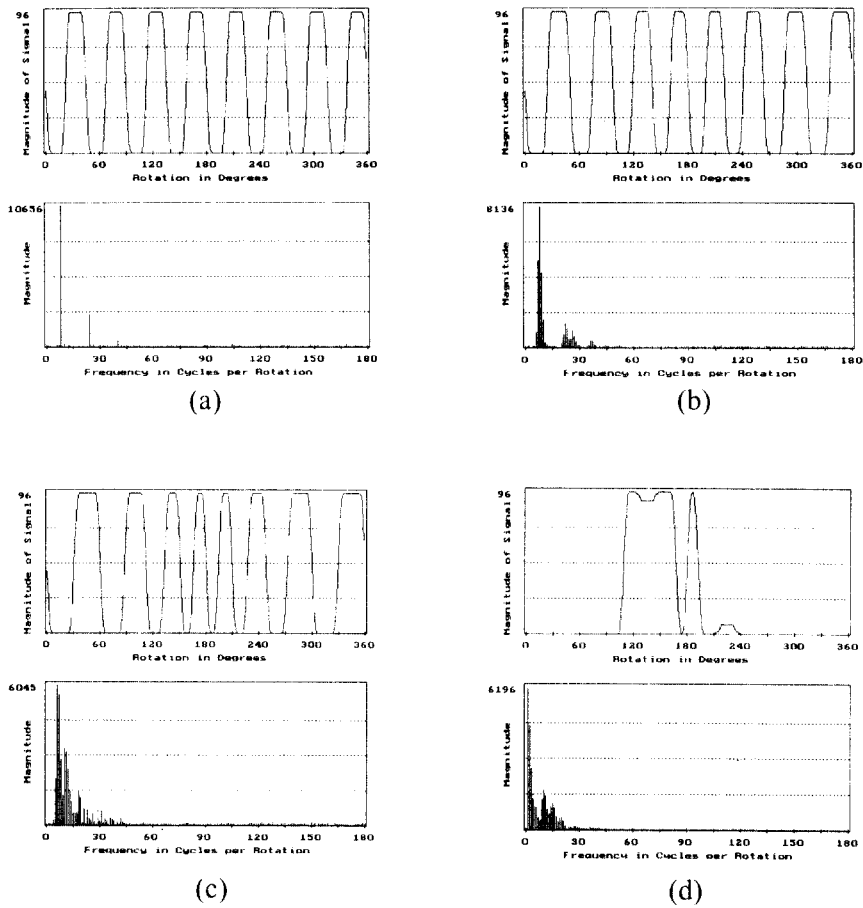 96
Magnitude of Signal
0 60 120 180 240 300 360
Rotation in Degrees
10656
Magnitude
0 30 60 90 120 150 180
Frequency in Cycles per Rotation
(a)
96
Magnitude of Signal
0 60 120 180 240 300 360
Rotation in Degrees
8136
Magnitude
0 30 60 90 120 150 180
Frequency in Cycles per Rotation
(b)
96
Magnitude of Signal
0 60 120 180 240 300 360
Rotation in Degrees
6045
Magnitude
0 30 60 90 120 150 180
Frequency in Cycles per Rotation
(c)
96
Magnitude of Signal
0 60 120 180 240 300 360
Rotation in Degrees
6196
Magnitude
0 30 60 90 120 150 180
Frequency in Cycles per Rotation
(d)